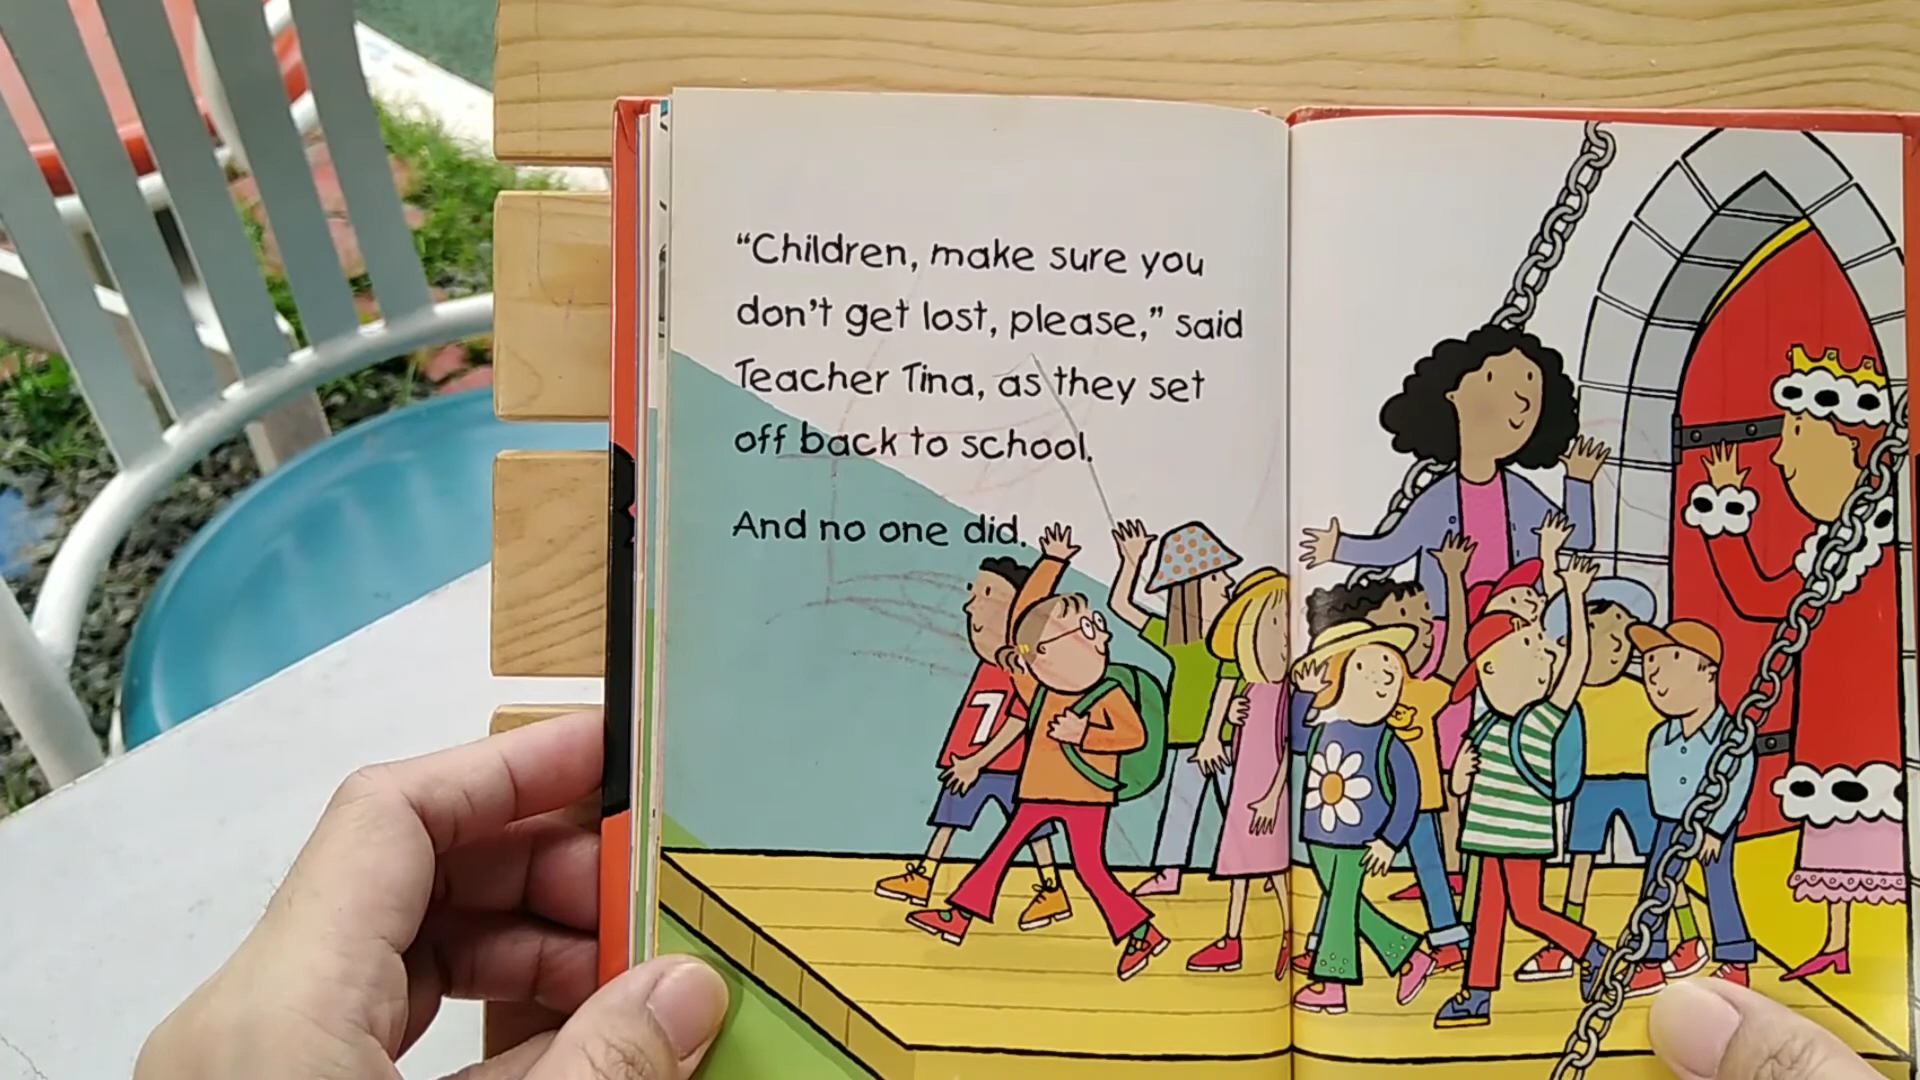 “Children, make sure you
don’t get lost, please,” said
Teacher Tina, as they set
off back to school.
And no one did.
7